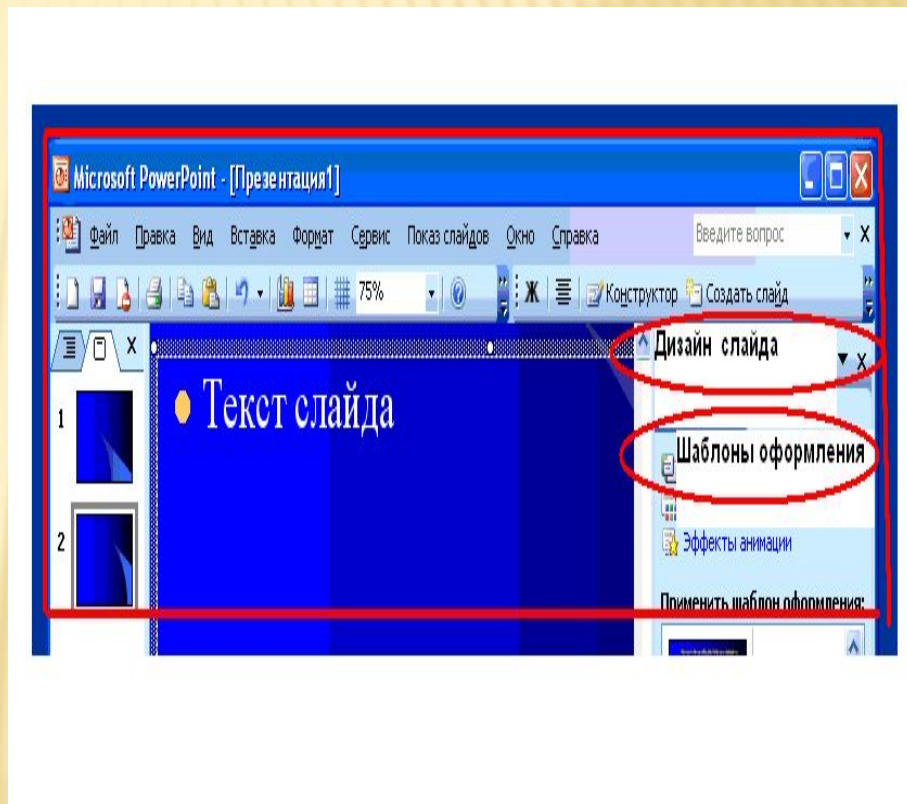 Microsoft PowerPoint - [Презентация1]
Файл Правка Вид Вставка Формат Сервис Показ слайдов Окно Справка Введите вопрос
75% Ж Конструктор Создать слайд
Дизайн слайда
1
Текст слайда
Шаблоны оформления
2
Эффекты анимации
Применить шаблон оформления: